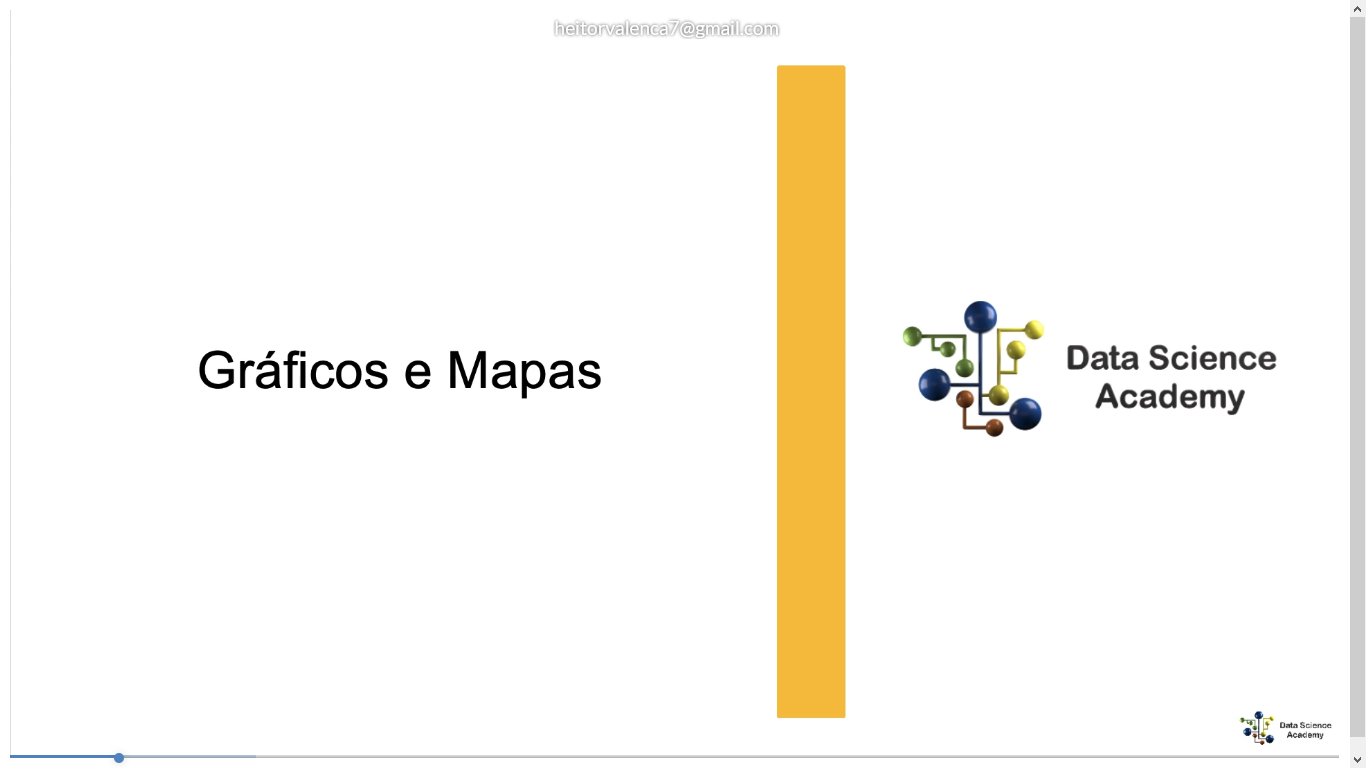 heitorvalenca7@gmail.com
Gráficos e Mapas
Data Science
Academy
Data Science
Academy